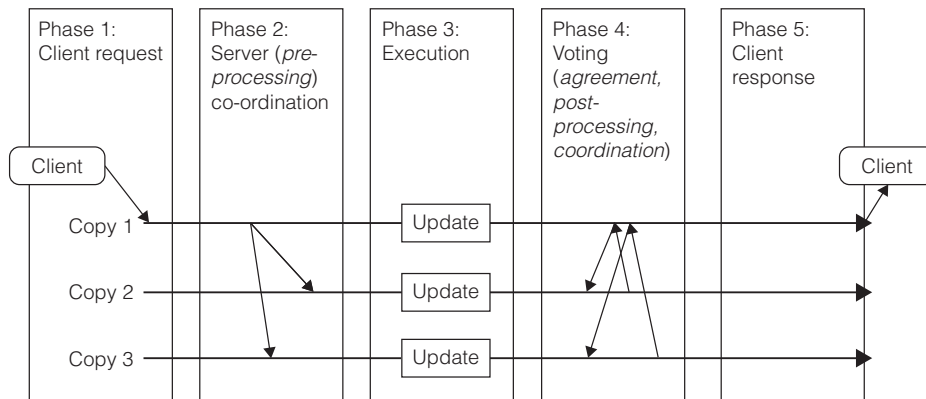 Phase 1:
Client request
Phase 2:
Server (pre-
processing)
co-ordination
Phase 3:
Execution
Phase 4:
Voting
(agreement,
post-
processing,
coordination)
Phase 5:
Client
response
Client
Client
Copy 1
Update
Copy 2
Update
Copy 3
Update